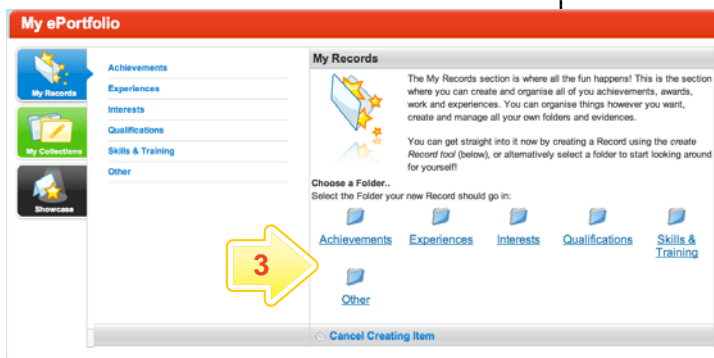 My ePortfolio
My Records
My Collections
Showcase
Achievements
Experiences
Interests
Qualifications
Skills & Training
Other
My Records
The My Records section is where all the fun happens! This is the section
where you can create and organise all of you achievements, awards,
work and experiences. You can organise things however you want,
create and manage all your own folders and evidences.
You can get straight into it now by creating a Record using the create
Record tool (below), or alternatively select a folder to start looking around
for yourself!
Choose a Folder..
Select the Folder your new Record should go in:
Achievements
Experiences
Interests
Qualifications
Skills &
Training
3
Other
Cancel Creating Item